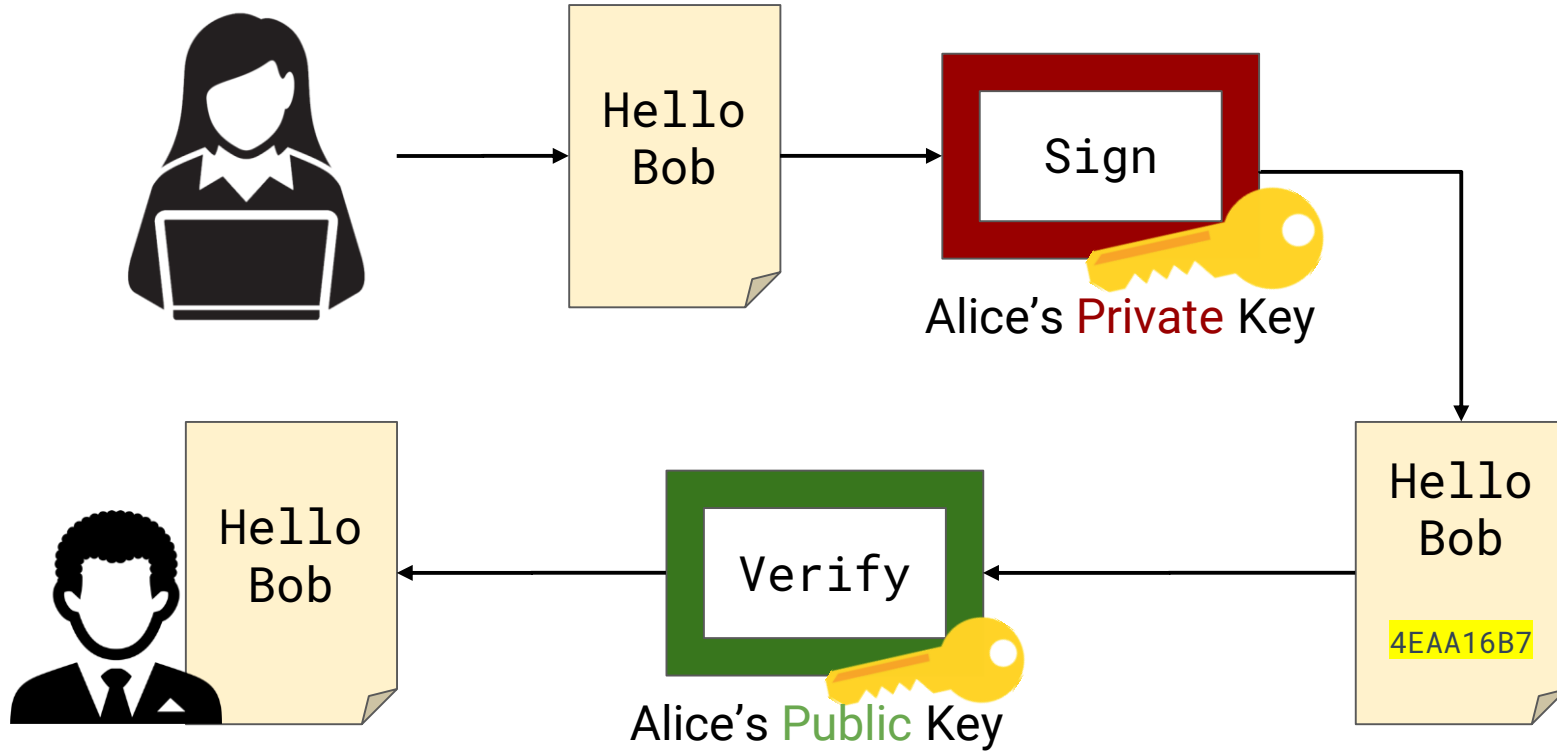 Hello
Bob
Sign
Alice’s Private Key
Hello
Bob
4EAA16B7
Verify
Alice’s Public Key
Hello
Bob